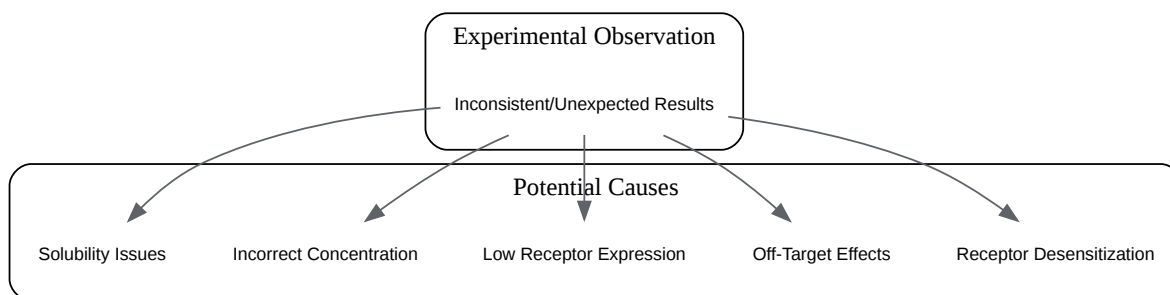 Experimental Observation
Inconsistent/Unexpected Results
Potential Causes
Solubility Issues
Incorrect Concentration
Low Receptor Expression
Off-Target Effects
Receptor Desensitization